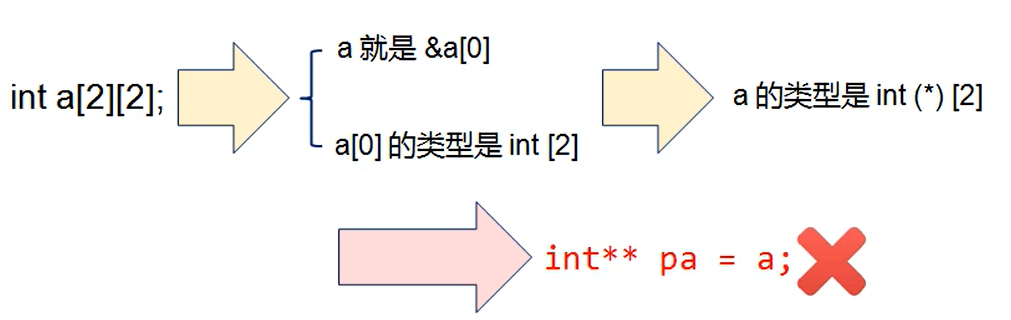 int a[2][2];
a 就是 &a[0]
a[0] 的类型是 int [2]
a 的类型是 int (*) [2]
int** pa = a;